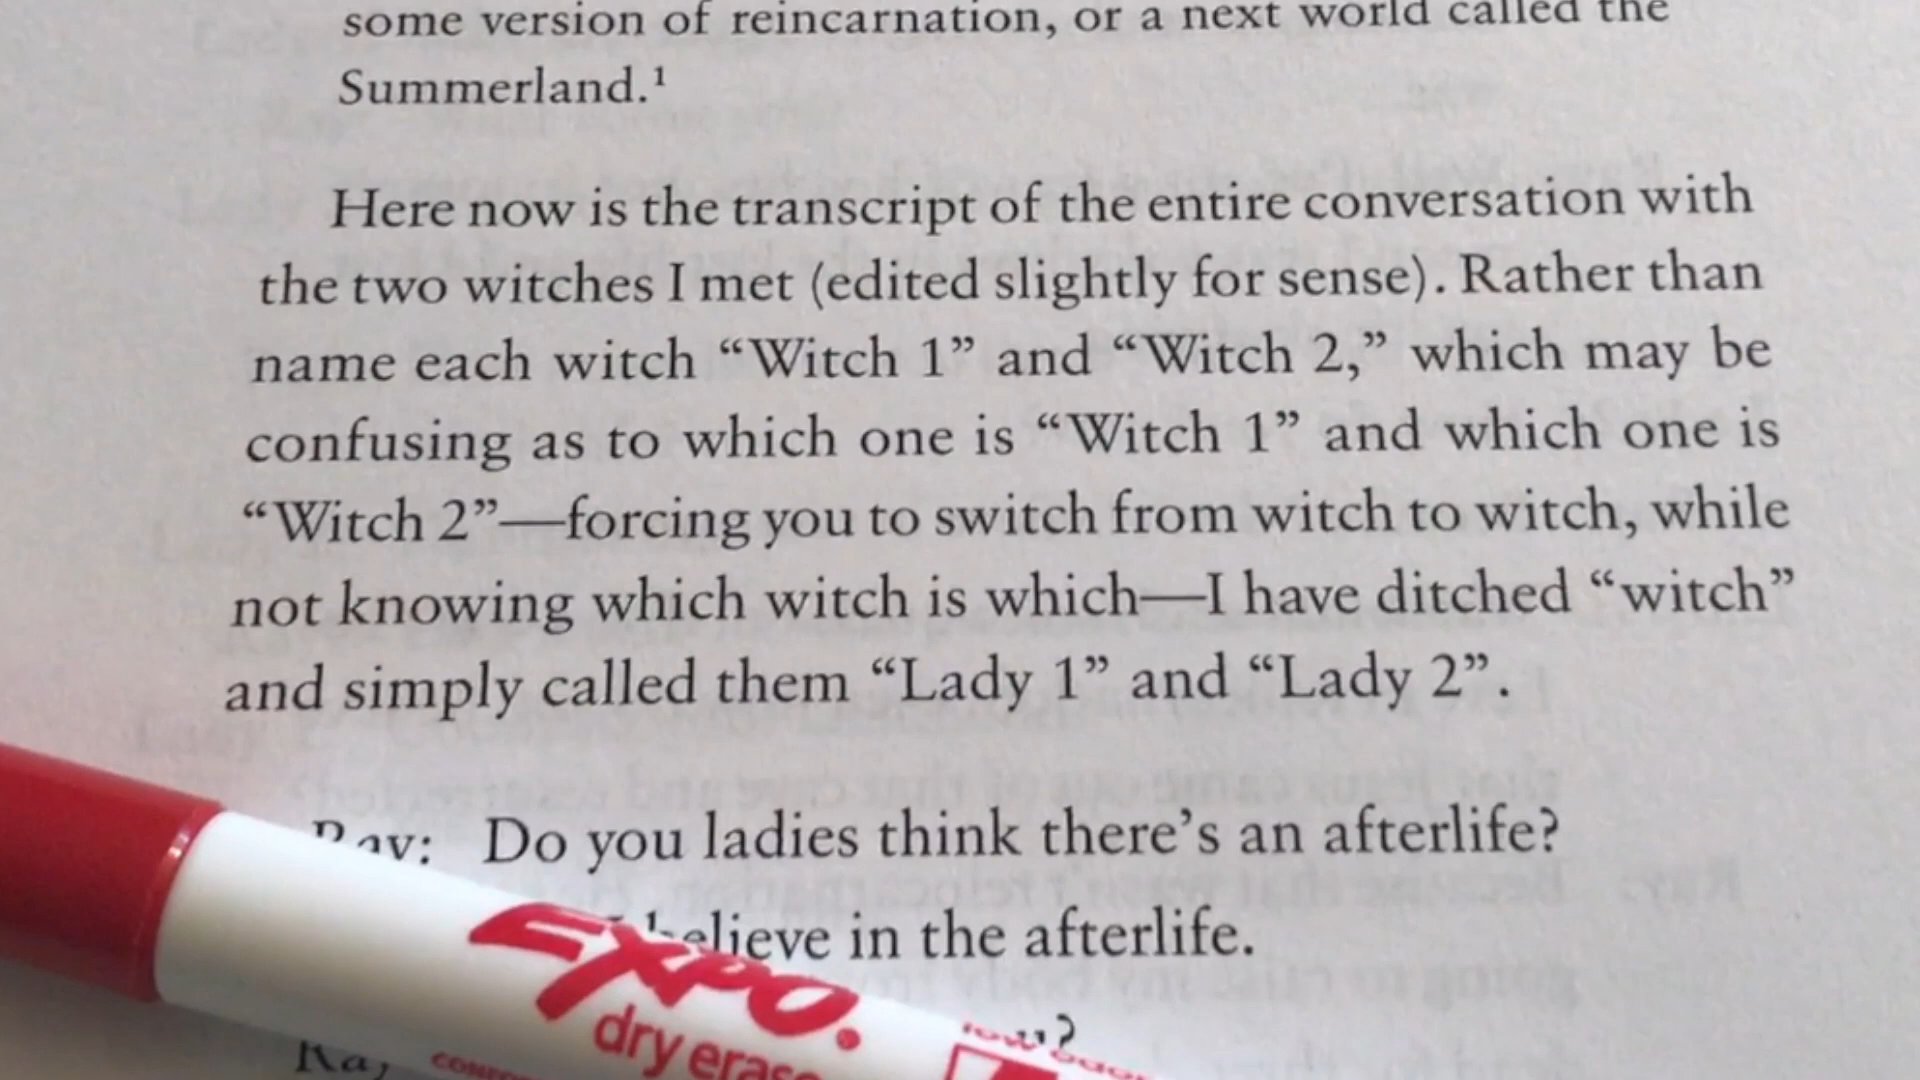 some version of reincarnation, or a next world called the
Summerland.¹
Here now is the transcript of the entire conversation with
the two witches I met (edited slightly for sense). Rather than
name each witch “Witch 1” and “Witch 2,” which may be
confusing as to which one is “Witch 1” and which one is
“Witch 2”—forcing you to switch from witch to witch, while
not knowing which witch is which—I have ditched “witch”
and simply called them “Lady 1” and “Lady 2”.
Ray: Do you ladies think there’s an afterlife?
believe in the afterlife.
EXPO.
dry erase
low odor